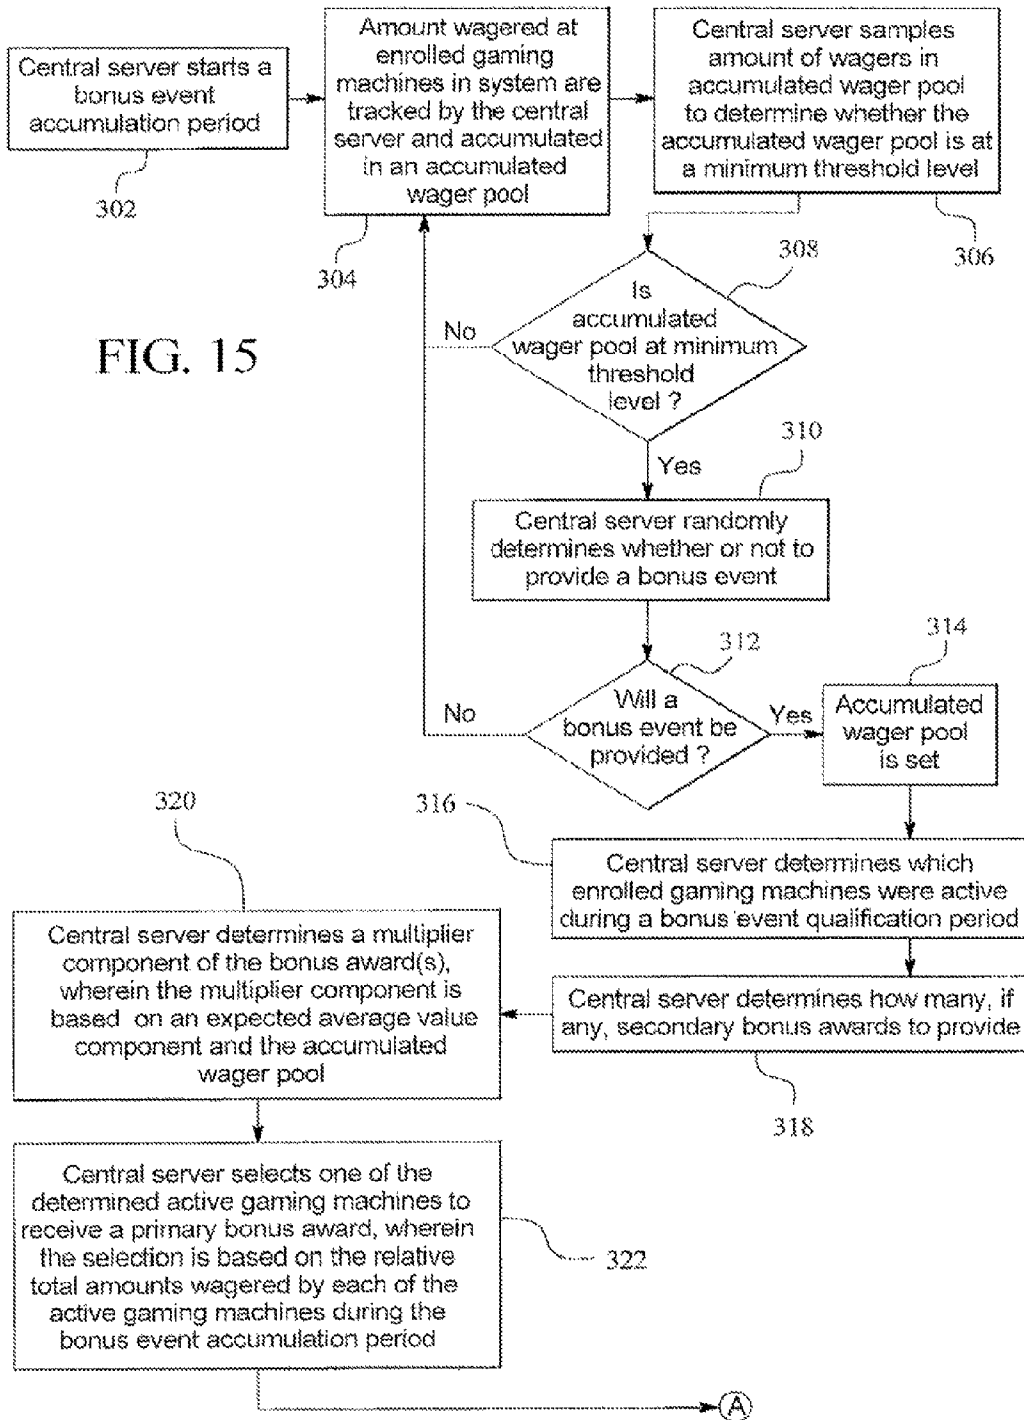 Central server starts a
bonus event
accumulation period
302
Amount wagered at
enrolled gaming
machines in system are
tracked by the central
server and accumulated
in an accumulated
wager pool
304
Central server samples
amount of wagers in
accumulated wager pool
to determine whether the
accumulated wager pool is at
a minimum threshold level
306
308
Is
accumulated
wager pool at minimum
threshold
level ?
No
Yes
FIG. 15
310
Central server randomly
determines whether or not to
provide a bonus event
312
Will a
bonus event be
provided ?
No
Yes
314
Accumulated
wager pool
is set
316
Central server determines which
enrolled gaming machines were active
during a bonus event qualification period
Central server determines how many, if
any, secondary bonus awards to provide
318
320
Central server determines a multiplier
component of the bonus award(s),
wherein the multiplier component is
based on an expected average value
component and the accumulated
wager pool
Central server selects one of the
determined active gaming machines to
receive a primary bonus award, wherein
the selection is based on the relative
total amounts wagered by each of the
active gaming machines during the
bonus event accumulation period
322
A